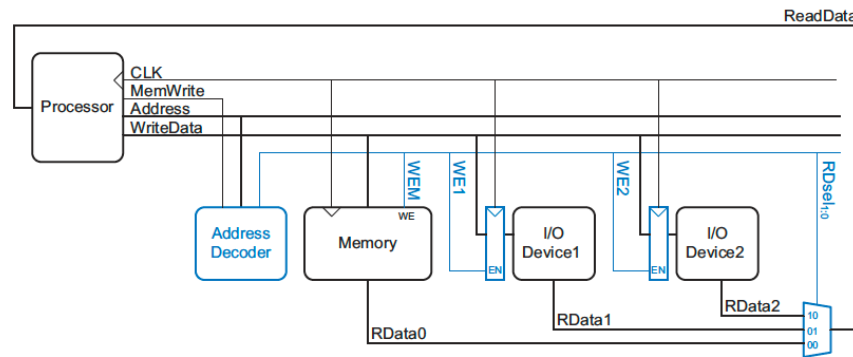 ReadData
CLK
MemWrite
Processor
Address
WriteData
WEM
WE1
WE2
RDsel1:0
Address
Decoder
WE
Memory
EN
I/O
Device1
EN
I/O
Device2
RData2
RData1
RData0
10
01
00